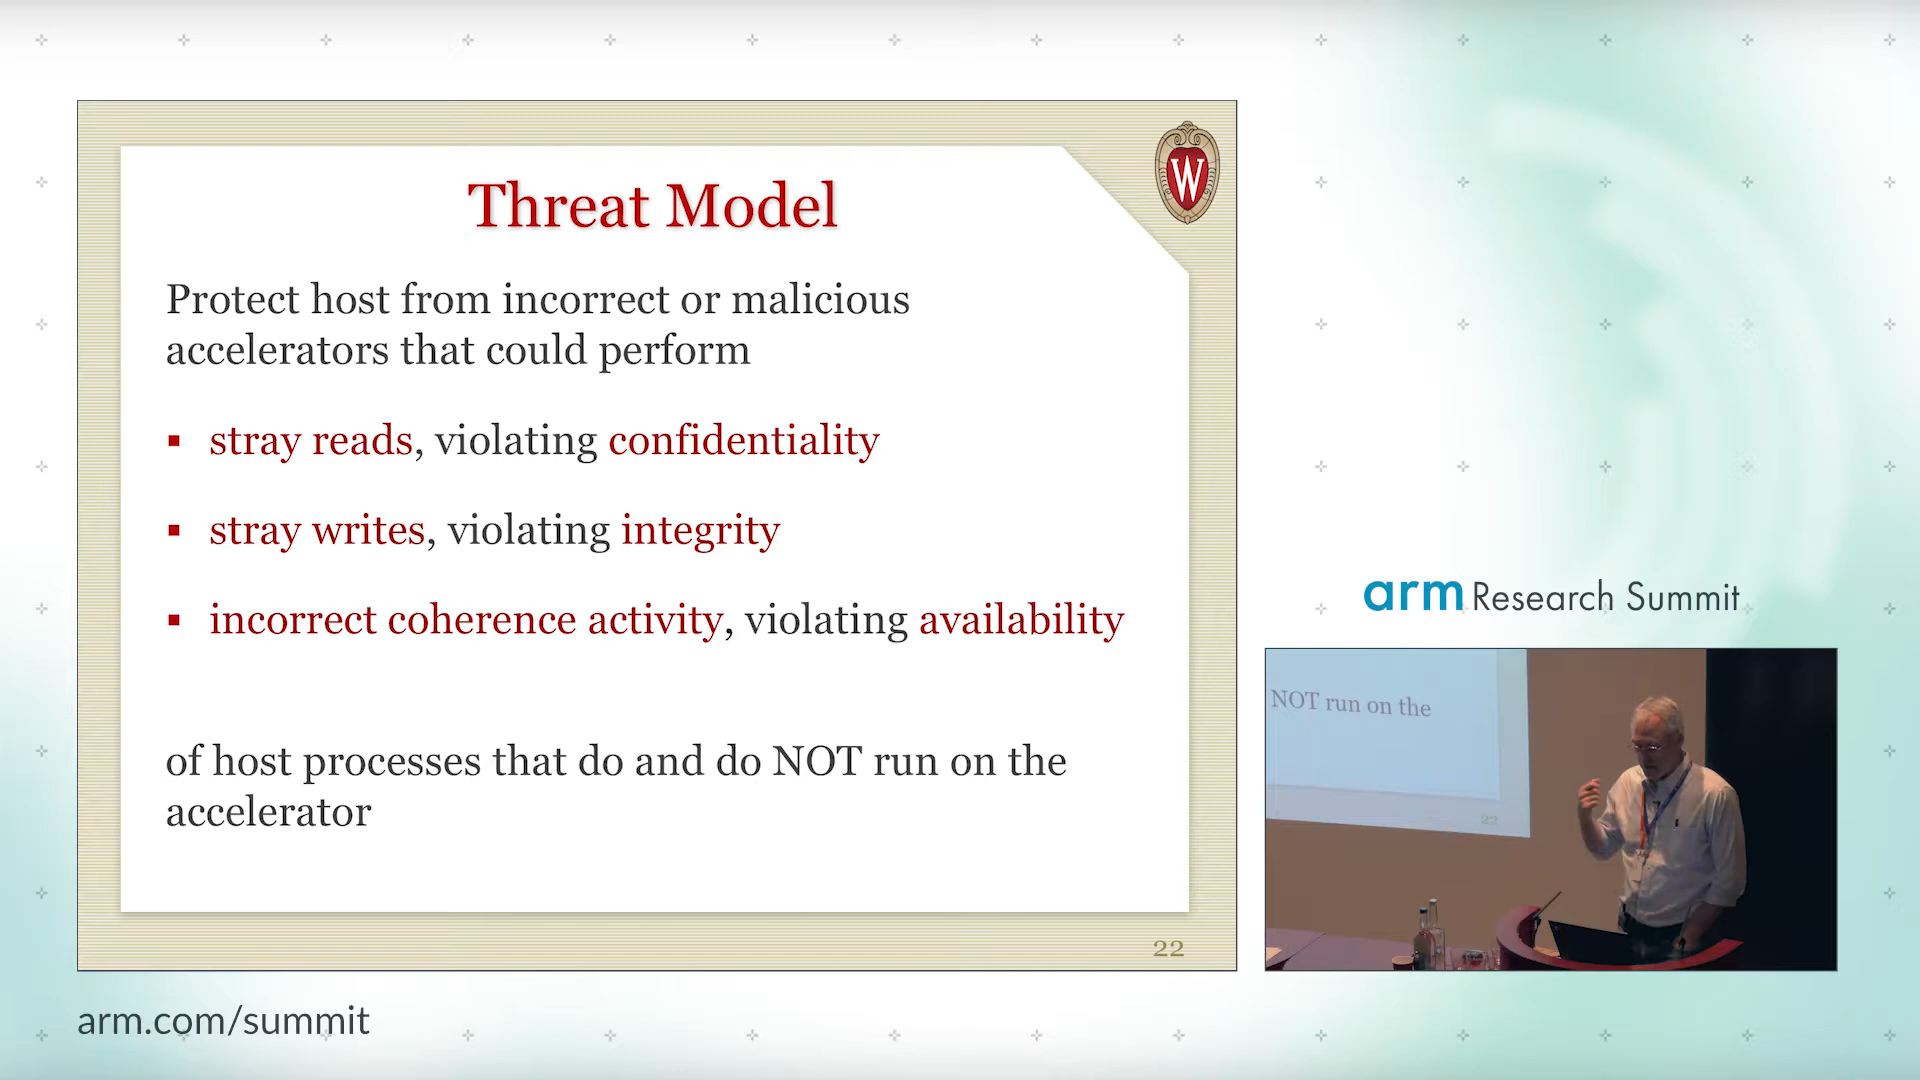 W
Threat Model
Protect host from incorrect or malicious
accelerators that could perform
▪ stray reads, violating confidentiality
▪ stray writes, violating integrity
▪ incorrect coherence activity, violating availability
of host processes that do and do NOT run on the
accelerator
22
arm Research Summit
NOT run on the
22
arm.com/summit